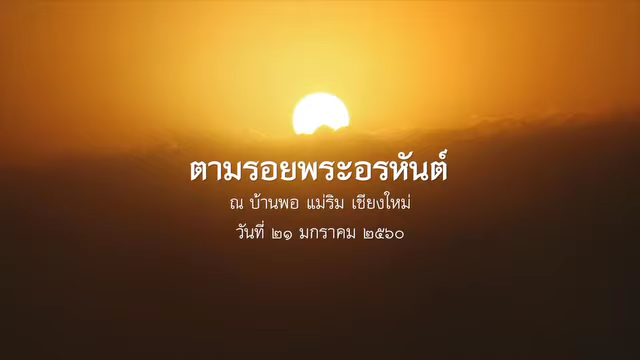 ตามรอยพระอรหันต์
ณ บ้านพอ แม่ริม เชียงใหม่
วันที่ ๒๑ มกราคม ๒๕๖๐